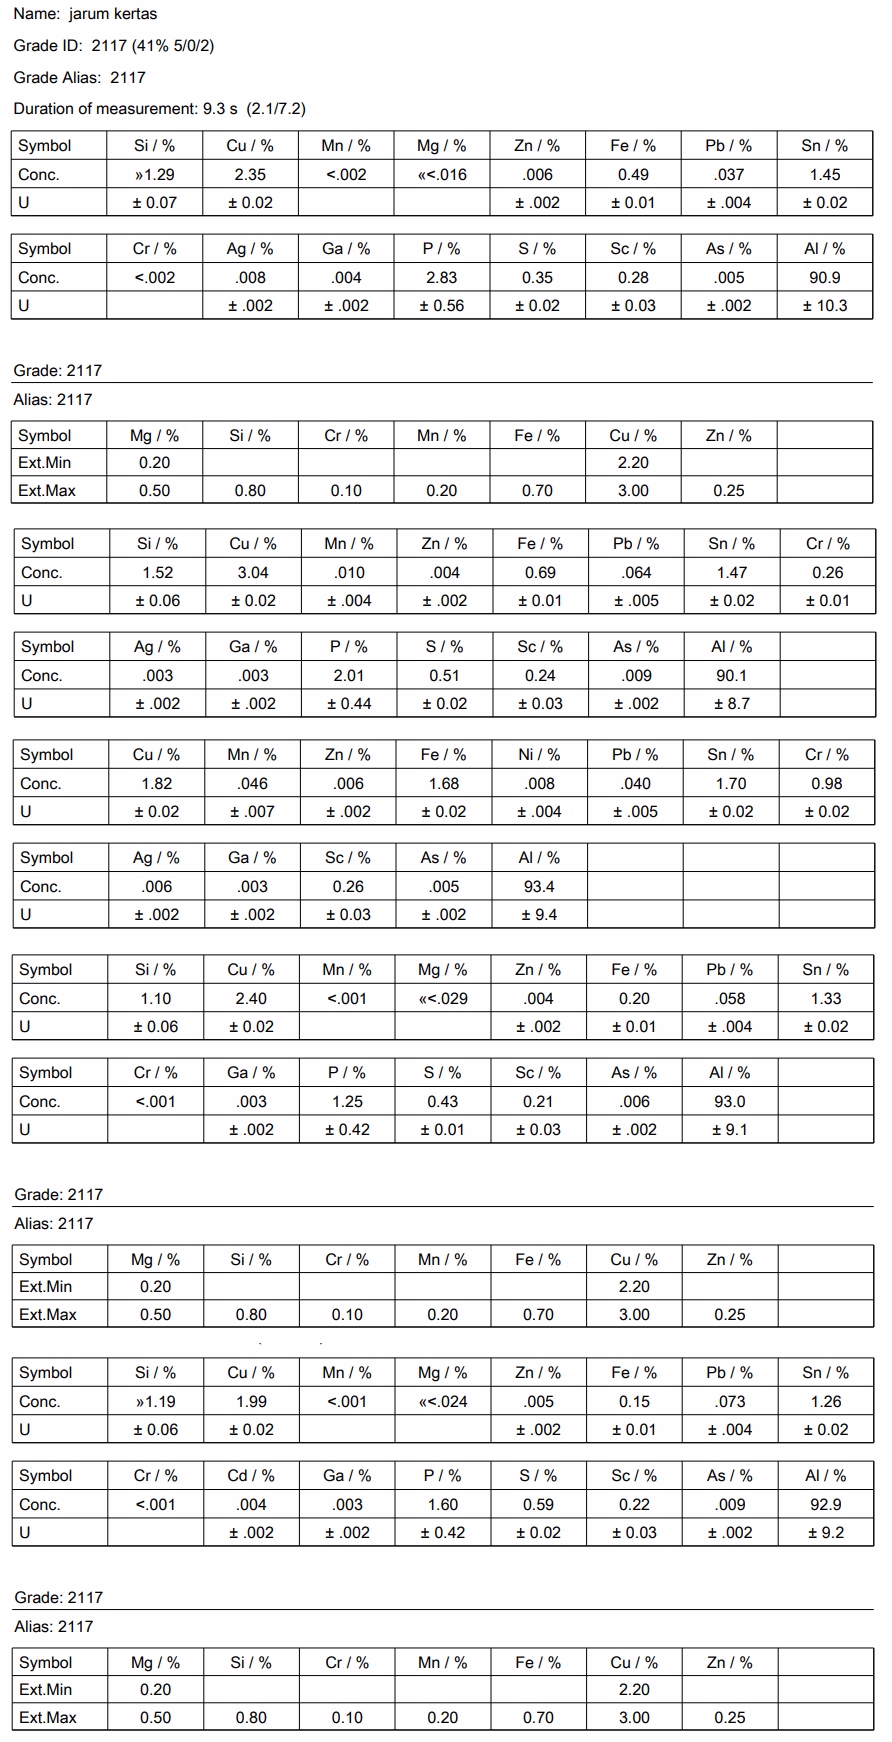 Name: jarum kertas
Grade ID: 2117 (41% 5/0/2)
Grade Alias: 2117
Duration of measurement: 9.3 s (2.1/7.2)
Symbol Si / % Cu / % Mn / % Mg / % Zn / % Fe / % Pb / % Sn / %
Conc. »1.29 2.35 <.002 «<.016 .006 0.49 .037 1.45
U ± 0.07 ± 0.02 ± .002 ± 0.01 ± .004 ± 0.02
Symbol Cr / % Ag / % Ga / % P / % S / % Sc / % As / % Al / %
Conc. <.002 .008 .004 2.83 0.35 0.28 .005 90.9
U ± .002 ± .002 ± 0.56 ± 0.02 ± 0.03 ± .002 ± 10.3
Grade: 2117
Alias: 2117
Symbol Mg / % Si / % Cr / % Mn / % Fe / % Cu / % Zn / %
Ext.Min 0.20 2.20
Ext.Max 0.50 0.80 0.10 0.20 0.70 3.00 0.25
Symbol Si / % Cu / % Mn / % Zn / % Fe / % Pb / % Sn / % Cr / %
Conc. 1.52 3.04 .010 .004 0.69 .064 1.47 0.26
U ± 0.06 ± 0.02 ± .004 ± .002 ± 0.01 ± .005 ± 0.02 ± 0.01
Symbol Ag / % Ga / % P / % S / % Sc / % As / % Al / %
Conc. .003 .003 2.01 0.51 0.24 .009 90.1
U ± .002 ± .002 ± 0.44 ± 0.02 ± 0.03 ± .002 ± 8.7
Symbol Cu / % Mn / % Zn / % Fe / % Ni / % Pb / % Sn / % Cr / %
Conc. 1.82 .046 .006 1.68 .008 .040 1.70 0.98
U ± 0.02 ± .007 ± .002 ± 0.02 ± .004 ± .005 ± 0.02 ± 0.02
Symbol Ag / % Ga / % Sc / % As / % Al / %
Conc. .006 .003 0.26 .005 93.4
U ± .002 ± .002 ± 0.03 ± .002 ± 9.4
Symbol Si / % Cu / % Mn / % Mg / % Zn / % Fe / % Pb / % Sn / %
Conc. 1.10 2.40 <.001 «<.029 .004 0.20 .058 1.33
U ± 0.06 ± 0.02 ± .002 ± 0.01 ± .004 ± 0.02
Symbol Cr / % Ga / % P / % S / % Sc / % As / % Al / %
Conc. <.001 .003 1.25 0.43 0.21 .006 93.0
U ± .002 ± 0.42 ± 0.01 ± 0.03 ± .002 ± 9.1
Grade: 2117
Alias: 2117
Symbol Mg / % Si / % Cr / % Mn / % Fe / % Cu / % Zn / %
Ext.Min 0.20 2.20
Ext.Max 0.50 0.80 0.10 0.20 0.70 3.00 0.25
Symbol Si / % Cu / % Mn / % Mg / % Zn / % Fe / % Pb / % Sn / %
Conc. »1.19 1.99 <.001 «<.024 .005 0.15 .073 1.26
U ± 0.06 ± 0.02 ± .002 ± 0.01 ± .004 ± 0.02
Symbol Cr / % Cd / % Ga / % P / % S / % Sc / % As / % Al / %
Conc. <.001 .004 .003 1.60 0.59 0.22 .009 92.9
U ± .002 ± .002 ± 0.42 ± 0.02 ± 0.03 ± .002 ± 9.2
Grade: 2117
Alias: 2117
Symbol Mg / % Si / % Cr / % Mn / % Fe / % Cu / % Zn / %
Ext.Min 0.20 2.20
Ext.Max 0.50 0.80 0.10 0.20 0.70 3.00 0.25